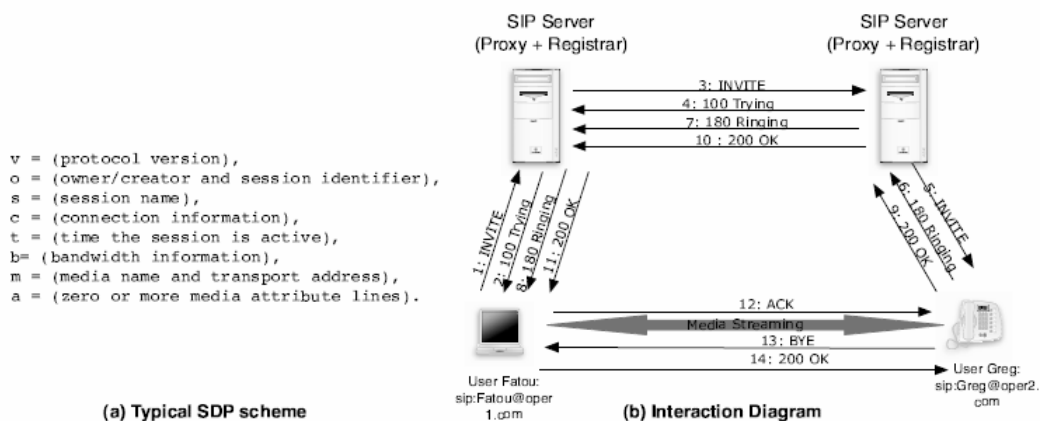 SIP Server
(Proxy + Registrar)
SIP Server
(Proxy + Registrar)
3: INVITE
4: 100 Trying
7: 180 Ringing
10 : 200 OK
v = (protocol version),
o = (owner/creator and session identifier),
s = (session name),
c = (connection information),
t = (time the session is active),
b= (bandwidth information),
m = (media name and transport address),
a = (zero or more media attribute lines).
1: INVITE
2: 100 Trying
8: 180 Ringing
11: 200 OK
9: 200 OK
6: 180 Ringing
5: INVITE
12: ACK
Media Streaming
13: BYE
14: 200 OK
User Fatou:
sip:Fatou@oper
1.com
User Greg:
sip:Greg@oper2.
com
(a) Typical SDP scheme
(b) Interaction Diagram